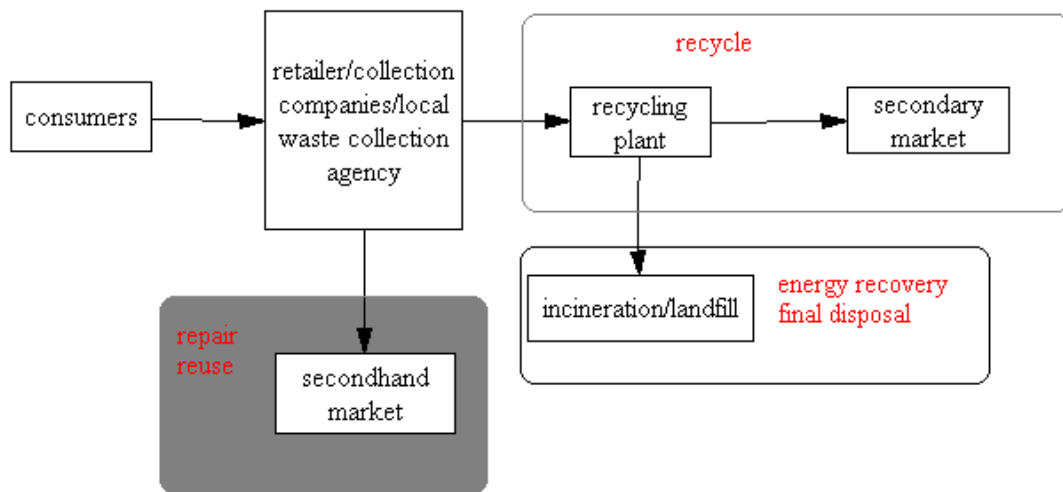 consumers
retailer/collection
companies/local
waste collection
agency
recycle
recycling
plant
secondary
market
incineration/landfill
energy recovery
final disposal
repair
reuse
secondhand
market